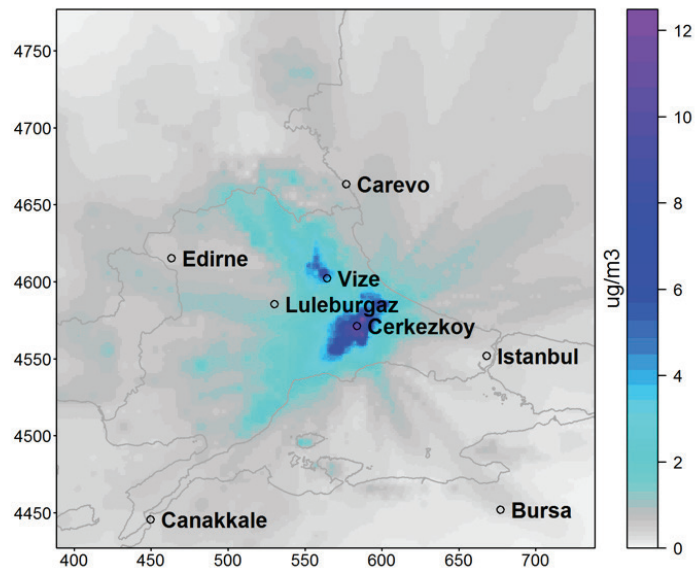 4750
4700
4650
4600
4550
4500
4450
400 450 500 550 600 650 700
Carevo
Edirne
Vize
Luleburgaz
Cerkezkoy
Istanbul
Canakkale
Bursa
12
10
8
6
4
2
0
ug/m3